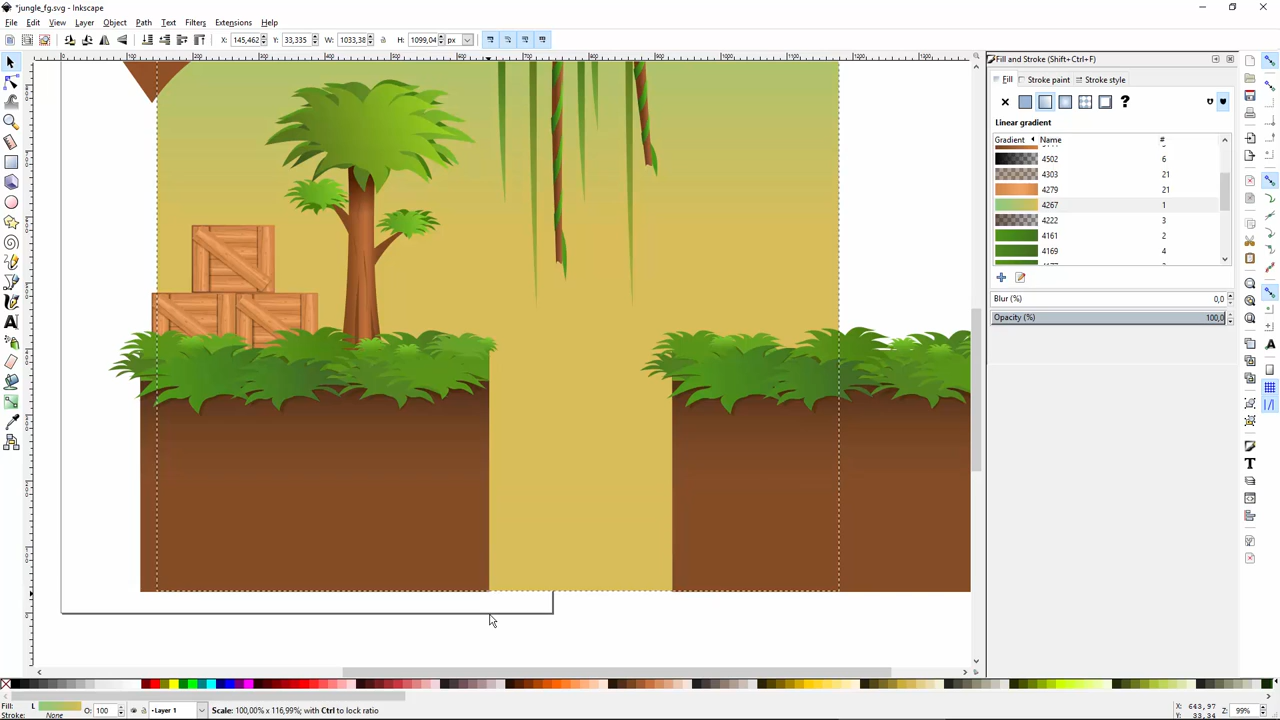 *jungle_fg.svg - Inkscape
File Edit View Layer Object Path Text Filters Extensions Help
X: 145,462 Y: 33,335 W: 1033,38 H: 1099,04 px
Fill and Stroke (Shift+Ctrl+F)
Fill Stroke paint Stroke style
Linear gradient
Gradient Name #
4502 6
4303 21
4279 21
4267 1
4222 3
4161 2
4169 4
Blur (%) 0,0
Opacity (%) 100,0
Fill: L O: 100 Layer 1 Scale: 100,00% x 116,99%; with Ctrl to lock ratio X: 643,97 Z: 99%
Stroke: None Y: 33,34